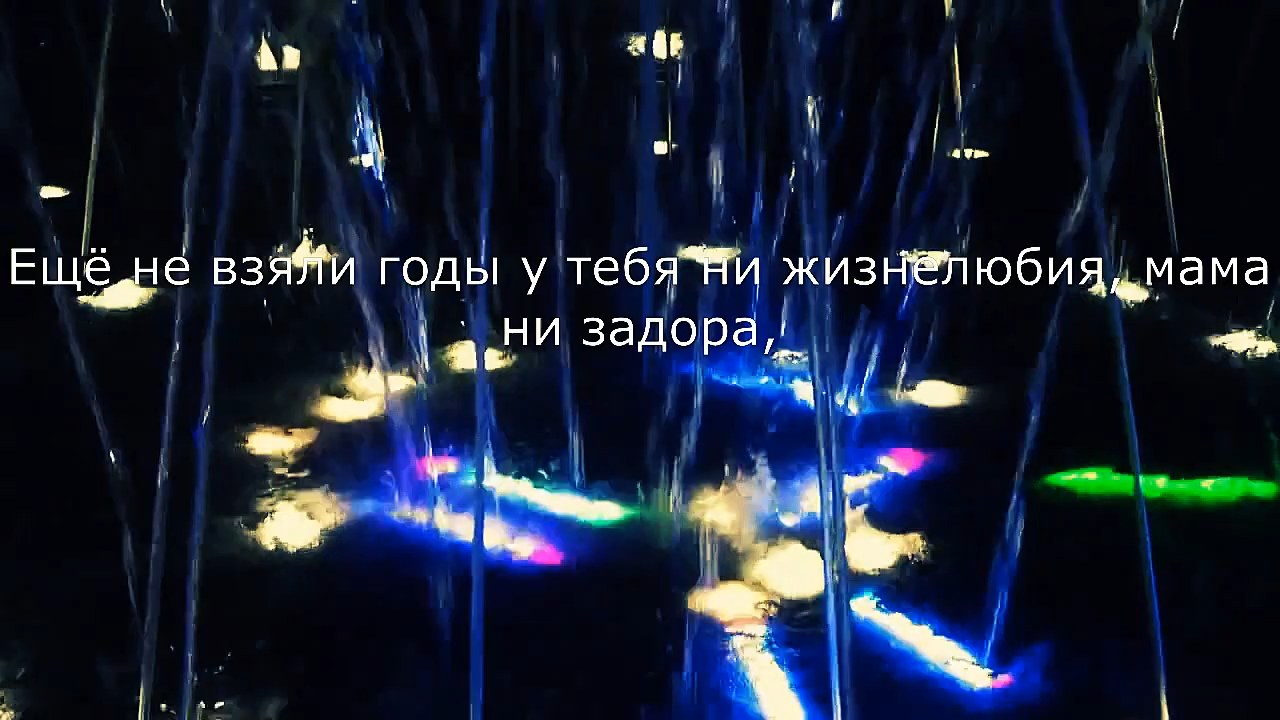 Ещё не взяли годы у тебя ни жизнелюбия, мама
ни задора,